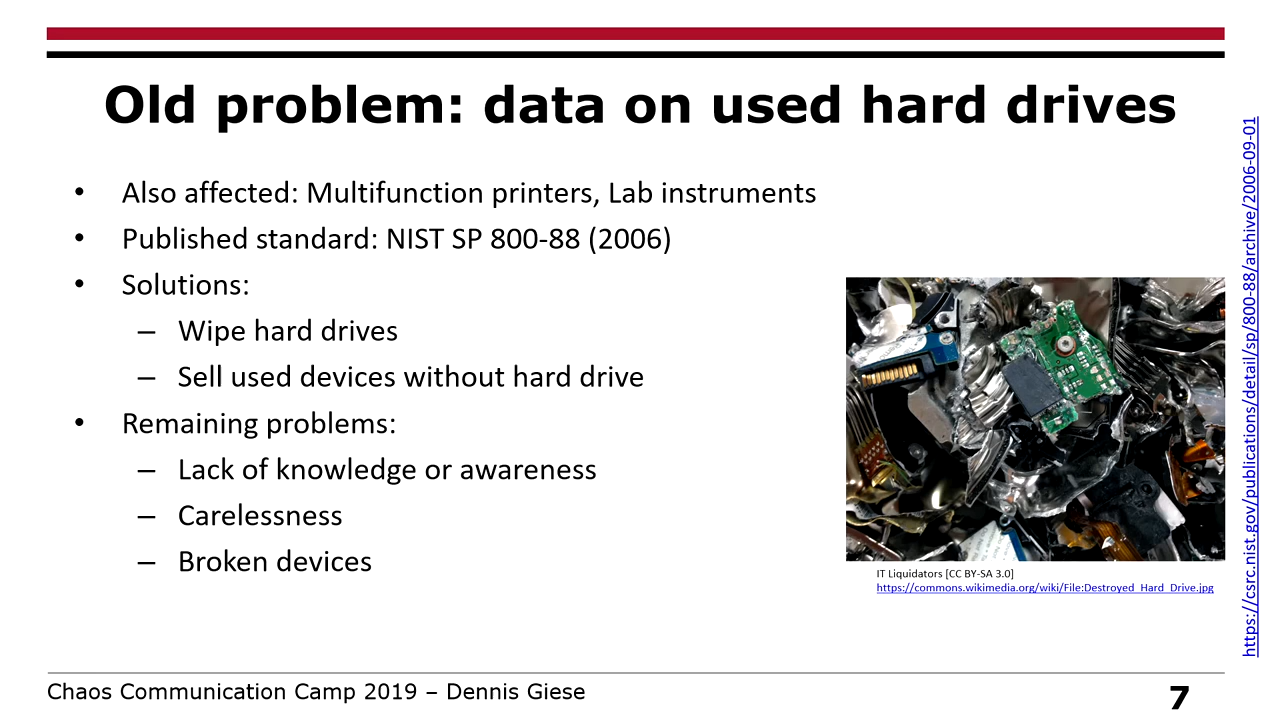 Old problem: data on used hard drives
• Also affected: Multifunction printers, Lab instruments
• Published standard: NIST SP 800-88 (2006)
• Solutions:
– Wipe hard drives
– Sell used devices without hard drive
• Remaining problems:
– Lack of knowledge or awareness
– Carelessness
– Broken devices
IT Liquidators [CC BY-SA 3.0]
https://commons.wikimedia.org/wiki/File:Destroyed_Hard_Drive.jpg
https://csrc.nist.gov/publications/detail/sp/800-88/archive/2006-09-01
Chaos Communication Camp 2019 – Dennis Giese
7